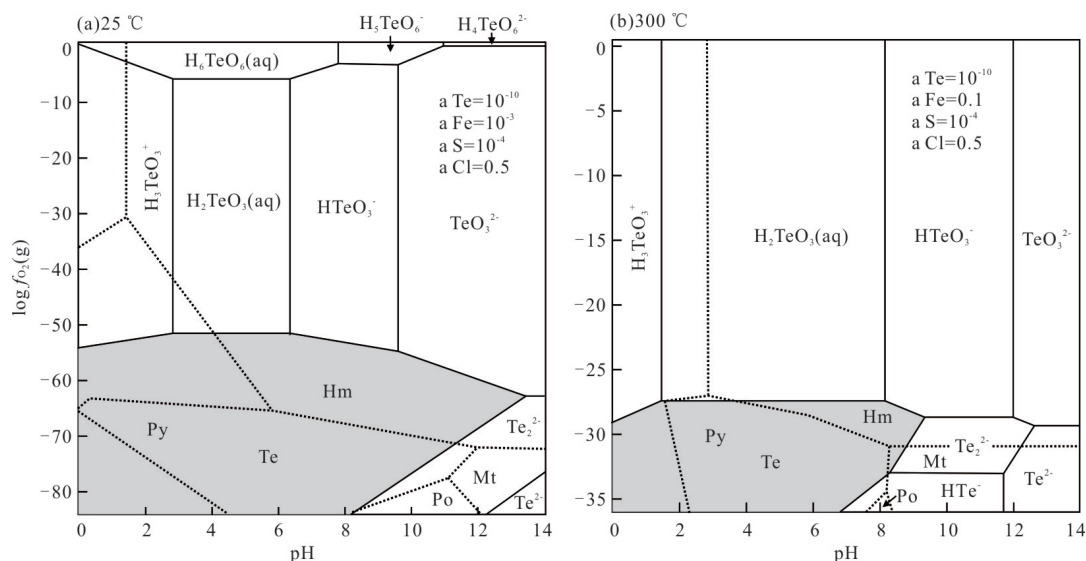 (a)25 ℃
H₅TeO₆⁻
H₄TeO₆²⁻
H₆TeO₆(aq)
a Te=10⁻¹⁰
a Fe=10⁻³
a S=10⁻⁴
a Cl=0.5
H₃TeO₃⁺
H₂TeO₃(aq)
HTeO₃⁻
TeO₃²⁻
Hm
Py
Te
Te₂²⁻
Mt
Po
Te²⁻
0
−10
−20
−30
−40
−50
−60
−70
−80
log fO₂(g)
0 2 4 6 8 10 12 14
pH
(b)300 ℃
a Te=10⁻¹⁰
a Fe=0.1
a S=10⁻⁴
a Cl=0.5
H₃TeO₃⁺
H₂TeO₃(aq)
HTeO₃⁻
TeO₃²⁻
Hm
Py
Te
Te₂²⁻
Mt
Te²⁻
Po
HTe⁻
0
−5
−10
−15
−20
−25
−30
−35
0 2 4 6 8 10 12 14
pH